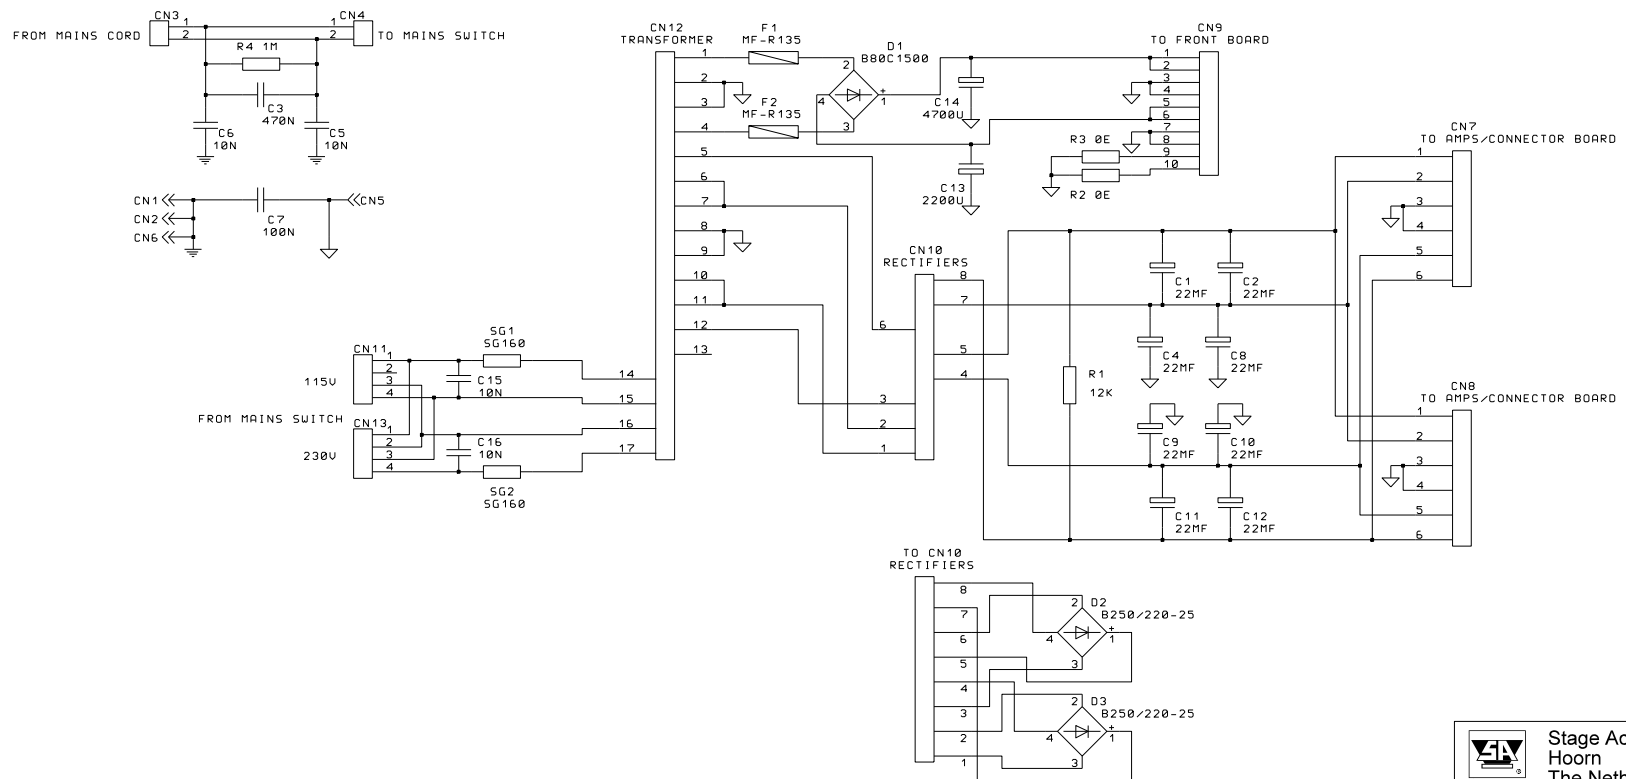 CN3
1
2
FROM MAINS CORD
CN4
1
2
TO MAINS SWITCH
R4 1M
C3
470N
C6
10N
C5
10N
CN1
CN2
CN6
C7
100N
CN5
CN12
TRANSFORMER
1
2
3
4
5
6
7
8
9
10
11
12
13
14
15
16
17
F1
MF-R135
F2
MF-R135
D1
B80C1500
2
4
+
1
3
C14
4700U
C13
2200U
CN9
TO FRONT BOARD
1
2
3
4
5
6
7
8
9
10
R3 0E
R2 0E
CN7
TO AMPS/CONNECTOR BOARD
1
2
3
4
5
6
CN10
RECTIFIERS
8
7
6
5
4
3
2
1
C1
22MF
C2
22MF
C4
22MF
C8
22MF
R1
12K
C9
22MF
C10
22MF
C11
22MF
C12
22MF
CN8
TO AMPS/CONNECTOR BOARD
1
2
3
4
5
6
CN11
1
2
3
4
115V
FROM MAINS SWITCH
CN13
1
2
3
4
230V
SG1
SG160
C15
10N
C16
10N
SG2
SG160
TO CN10
RECTIFIERS
8
7
6
5
4
3
2
1
D2
B250/220-25
2
4
+
1
3
D3
B250/220-25
2
4
+
1
3
SA
®
Stage
Hoorn
The